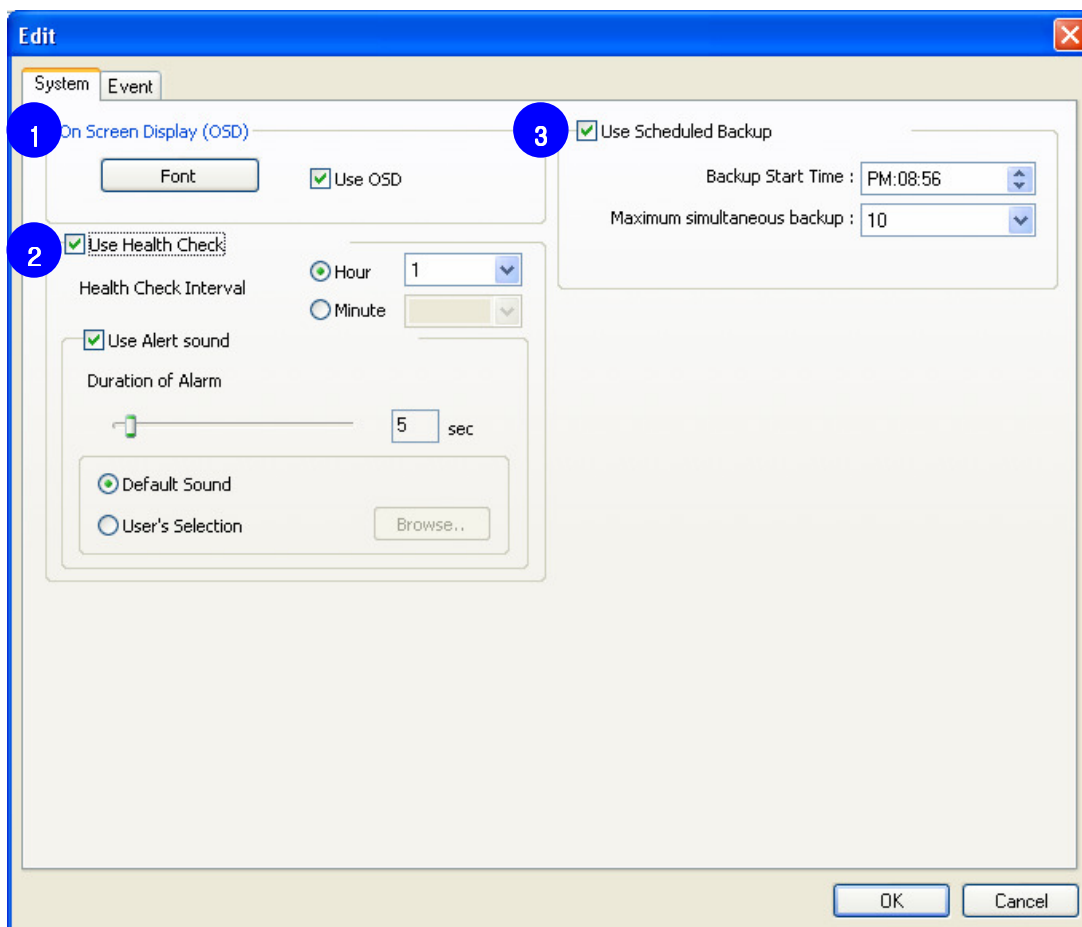 Edit
System
Event
1
On Screen Display (OSD)
Font
Use OSD
2
Use Health Check
Health Check Interval
Hour
1
Minute
Use Alert sound
Duration of Alarm
5
sec
Default Sound
User's Selection
Browse..
3
Use Scheduled Backup
Backup Start Time :
PM:08:56
Maximum simultaneous backup :
10
OK
Cancel